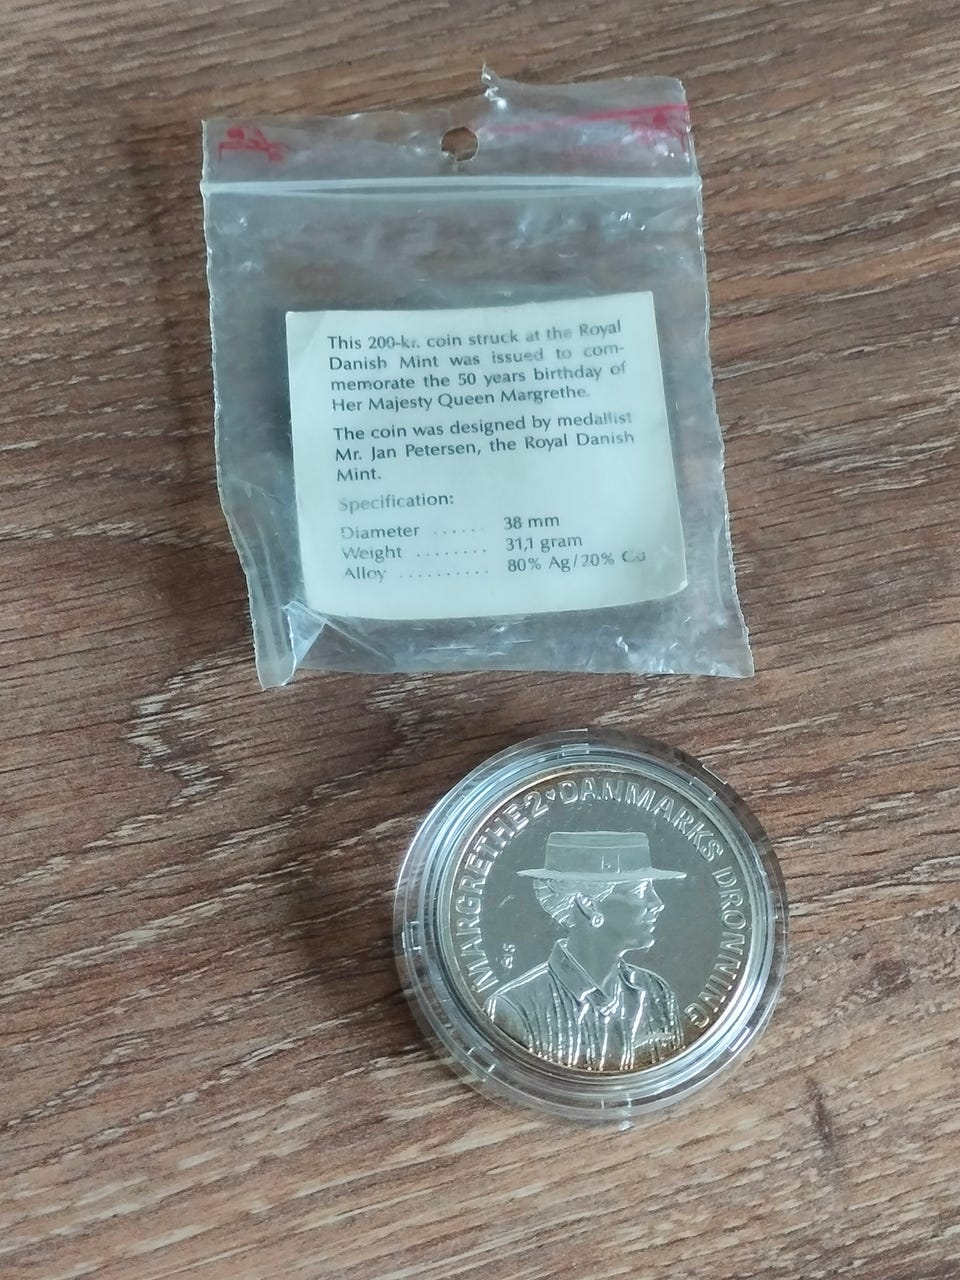 This 200-kr. coin struck at the Royal
Danish Mint was issued to com-
memorate the 50 years birthday of
Her Majesty Queen Margrethe.
The coin was designed by medallist
Mr. Jan Petersen, the Royal Danish
Mint.
Specification:
Diameter ...... 38 mm
Weight ........ 31,1 gram
Alloy .......... 80% Ag/20% Cu
MARGRETHE 2 • DANMARKS DRONNING